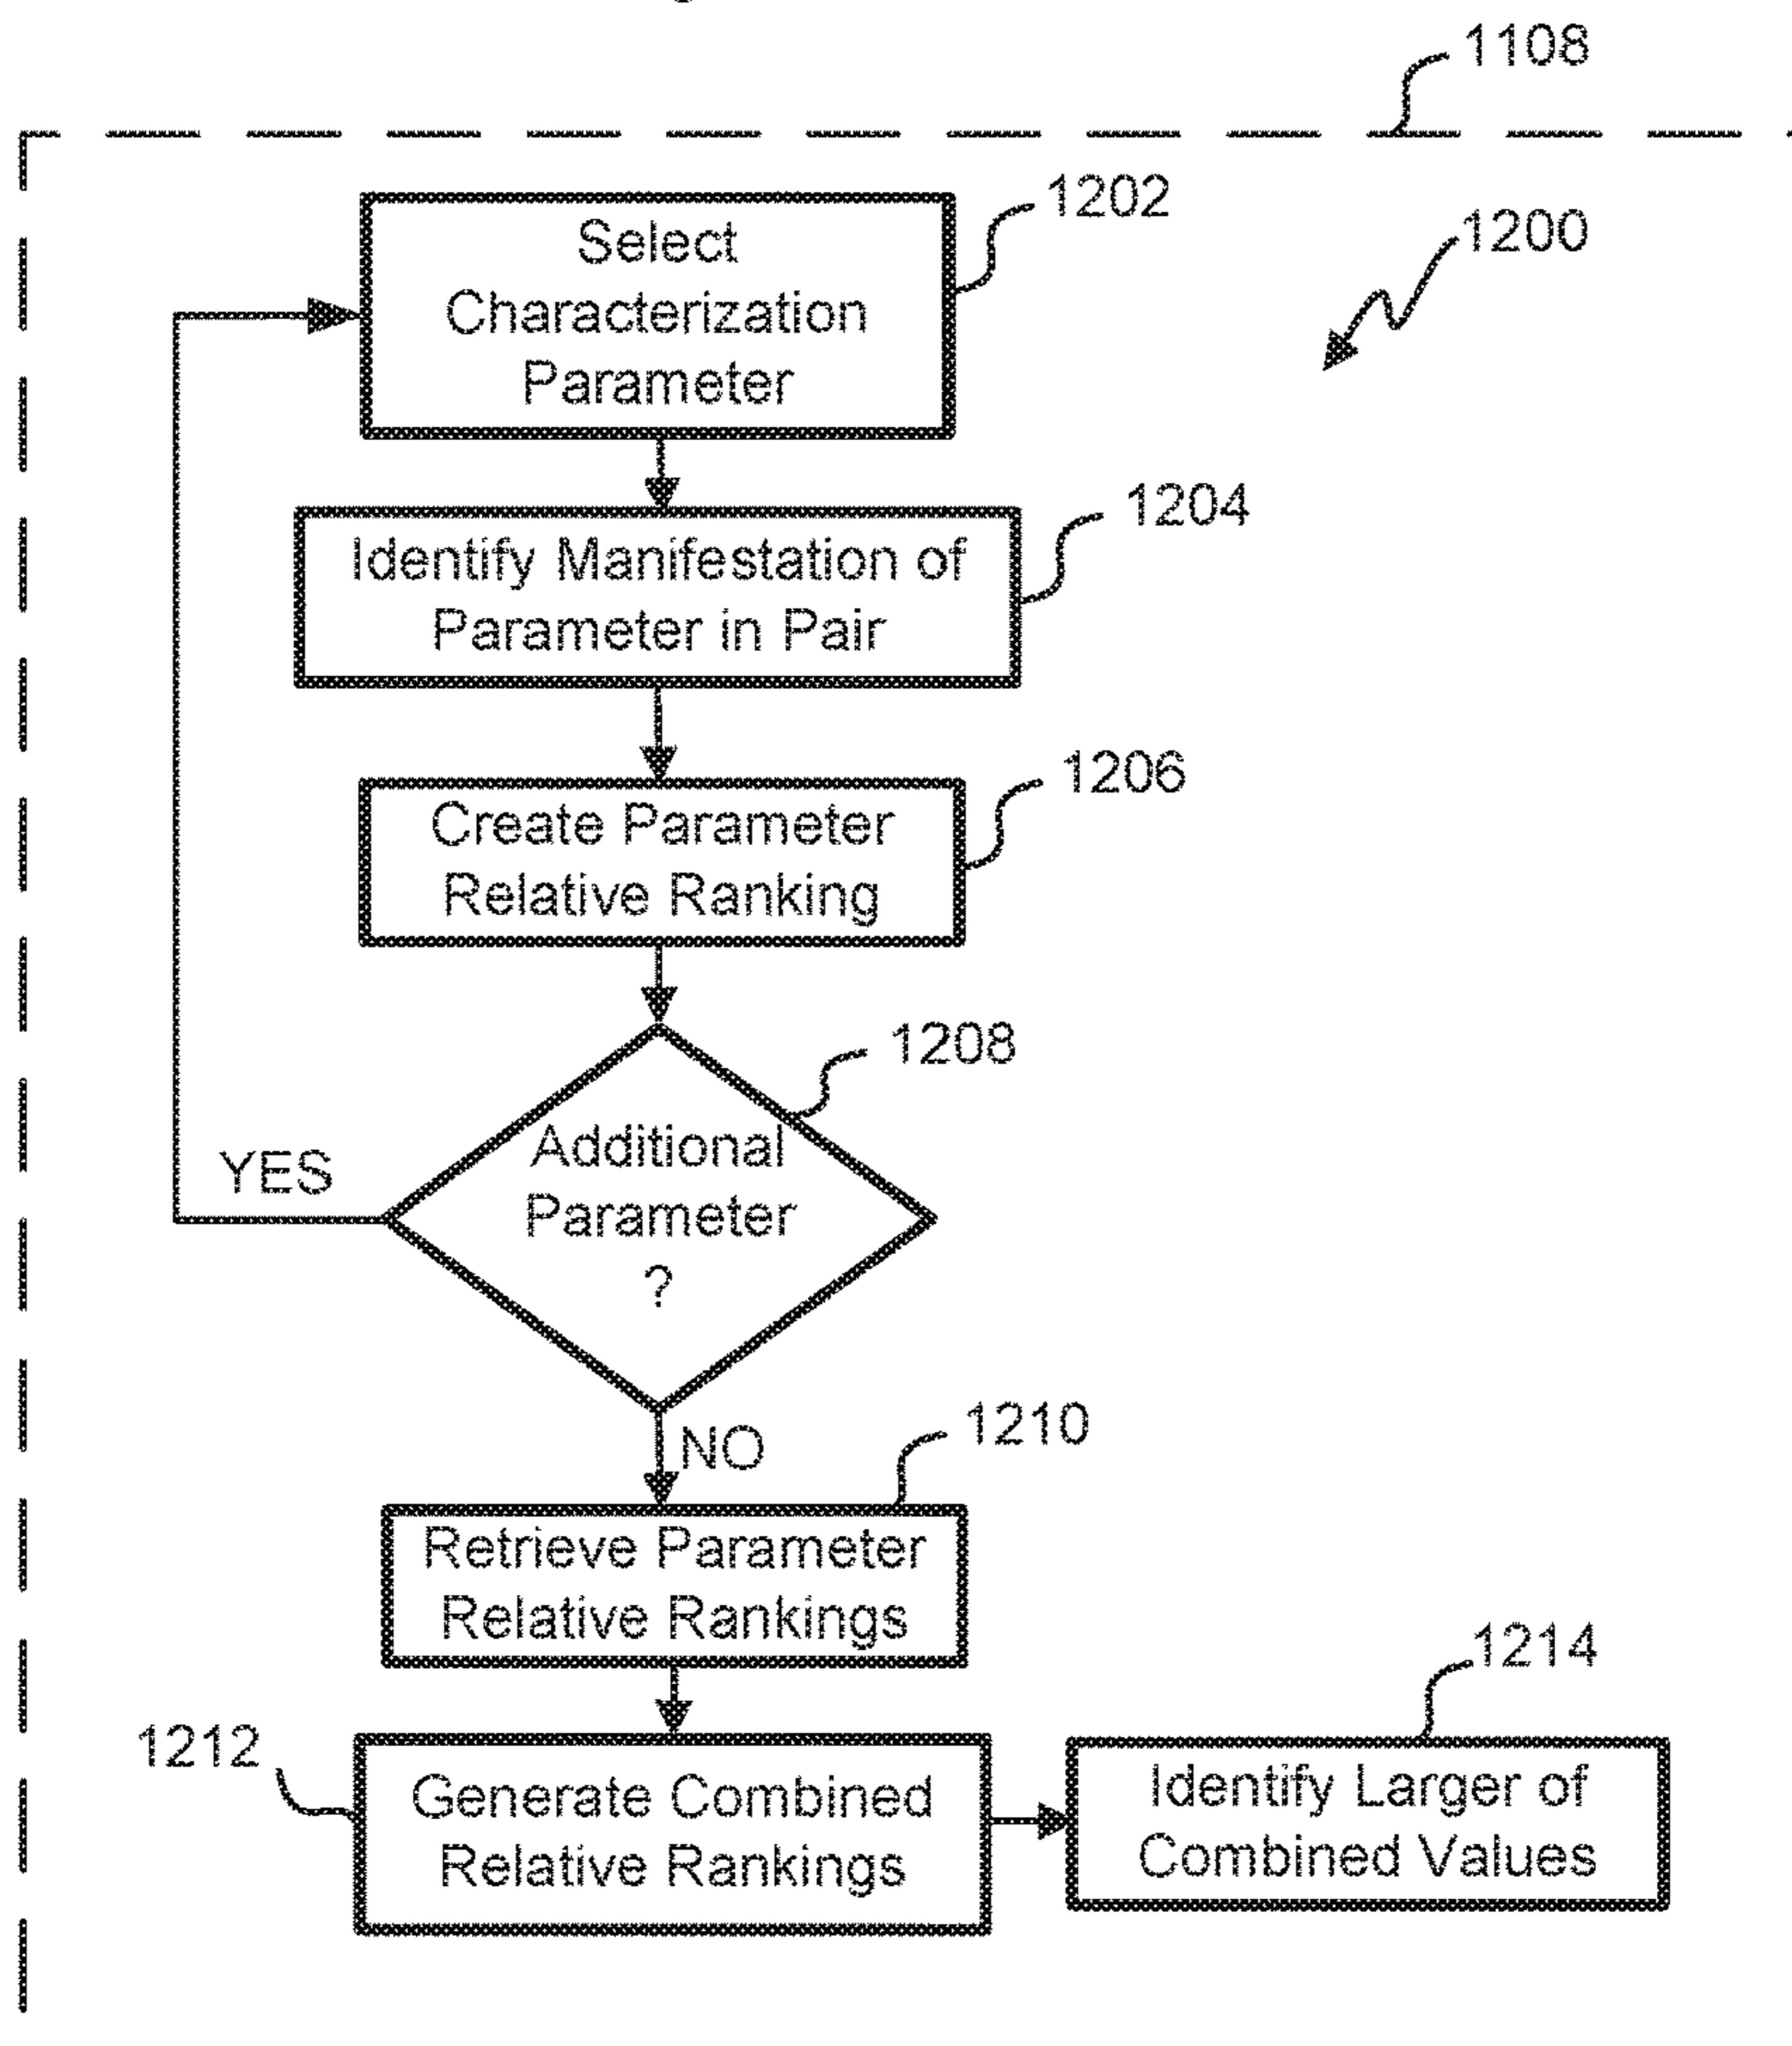 1108
1202
Select
Characterization
Parameter
1200
1204
Identify Manifestation of
Parameter in Pair
1206
Create Parameter
Relative Ranking
1208
Additional
Parameter
?
YES
NO
1210
Retrieve Parameter
Relative Rankings
1214
1212
Generate Combined
Relative Rankings
Identify Larger of
Combined Values